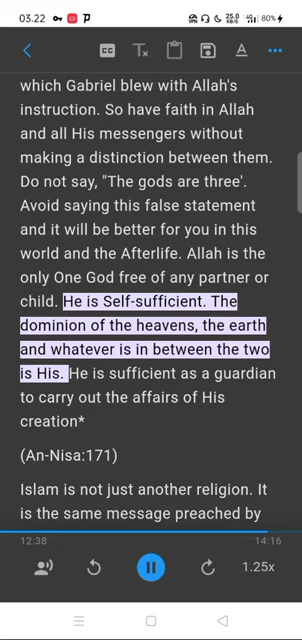 03.22
25.0 KB/S
4G
80%
CC
T×
A
which Gabriel blew with Allah's
instruction. So have faith in Allah
and all His messengers without
making a distinction between them.
Do not say, "The gods are three'.
Avoid saying this false statement
and it will be better for you in this
world and the Afterlife. Allah is the
only One God free of any partner or
child. He is Self-sufficient. The
dominion of the heavens, the earth
and whatever is in between the two
is His. He is sufficient as a guardian
to carry out the affairs of His
creation*
(An-Nisa:171)
Islam is not just another religion. It
is the same message preached by
12:38
14:16
1.25x